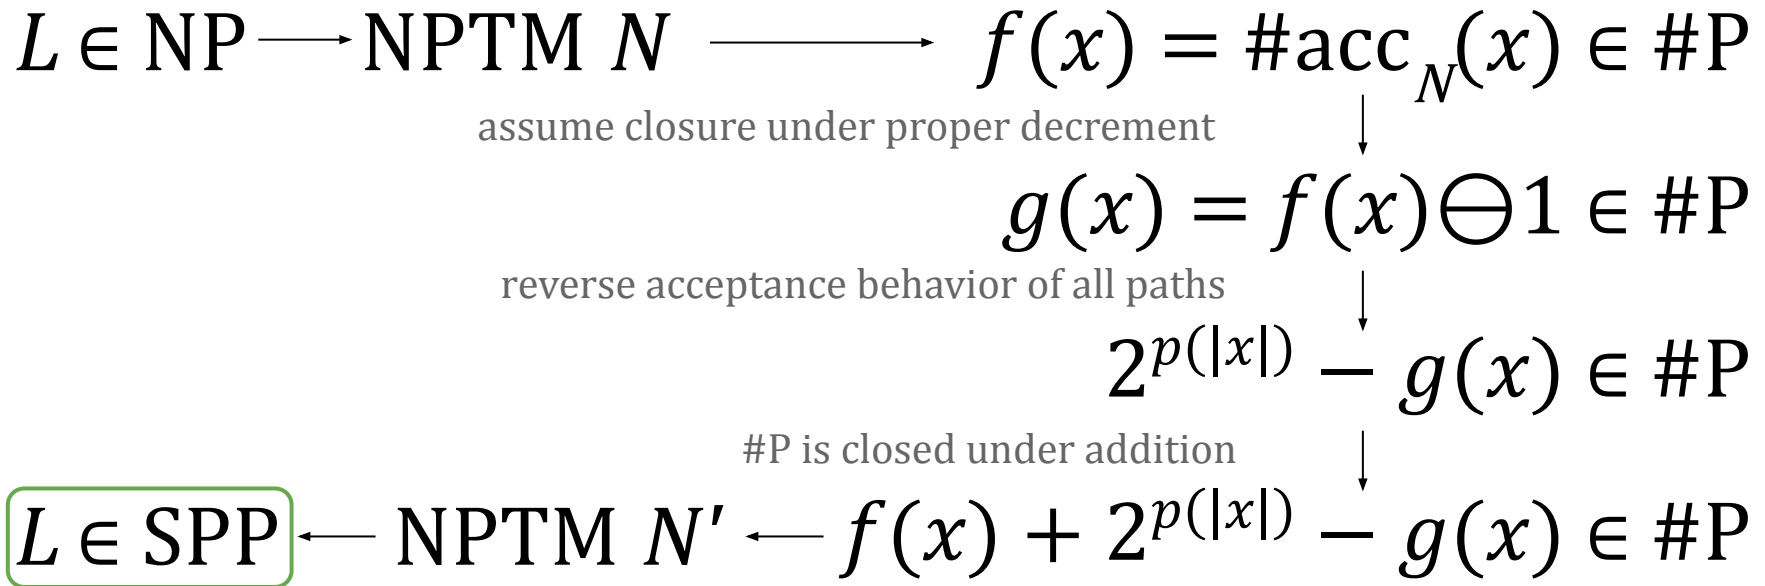 L ∈ NP → NPTM N → f(x) = #acc_N(x) ∈ #P
assume closure under proper decrement
g(x) = f(x)⊖1 ∈ #P
reverse acceptance behavior of all paths
2^{p(|x|)} − g(x) ∈ #P
#P is closed under addition
L ∈ SPP ← NPTM N′ ← f(x) + 2^{p(|x|)} − g(x) ∈ #P